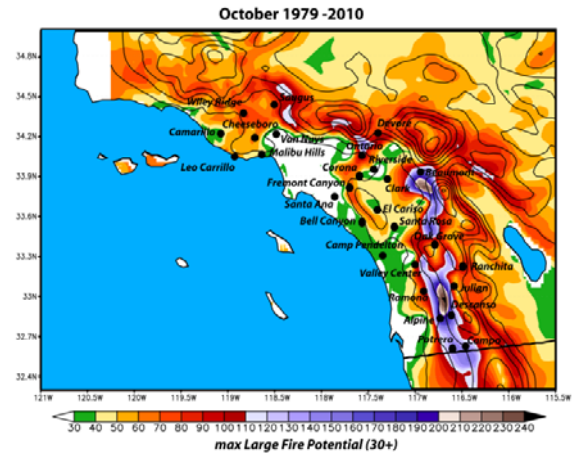 October 1979 -2010
34.8N
34.5N
34.2N
33.9N
33.6N
33.3N
33N
32.7N
32.4N
Wiley Ridge
Saugus
Cheeseboro
Camarillo
Van Nuys
Malibu Hills
Leo Carrillo
Devore
Ontario
Riverside
Corona
Beaumont
Fremont Canyon
Clark
Santa Ana
El Cariso
Bell Canyon
Santa Rosa
Oak Grove
Camp Pendelton
Valley Center
Ranchita
Julian
Ramona
Descanso
Alpine
Potrero
Campo
121W 120.5W 120W 119.5W 119W 118.5W 118W 117.5W 117W 116.5W 116W 115.5W
30 40 50 60 70 80 90 100 110 120 130 140 150 160 170 180 190 200 210 220 230 240
max Large Fire Potential (30+)